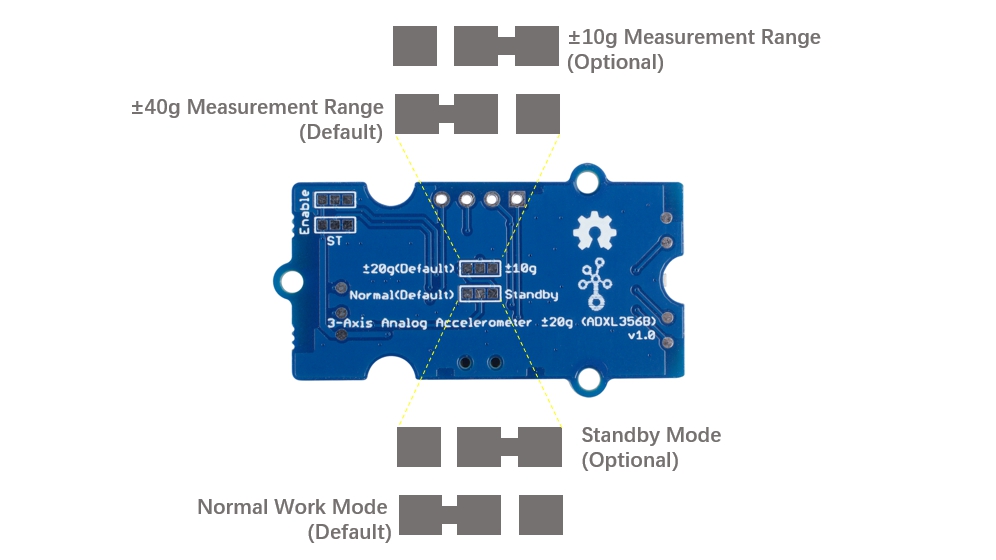 ±10g Measurement Range
(Optional)
±40g Measurement Range
(Default)
Enable
ST
±20g(Default) ±10g
Normal(Default) Standby
3-Axis Analog Accelerometer ±20g (ADXL356B)
v1.0
Standby Mode
(Optional)
Normal Work Mode
(Default)